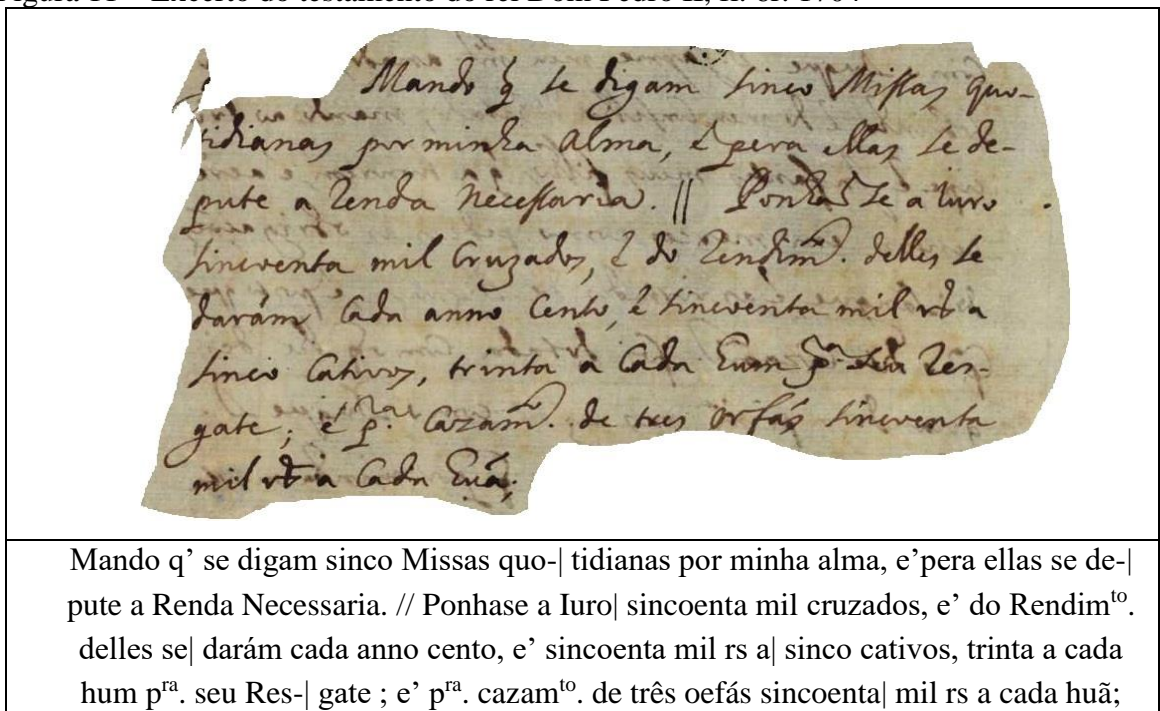 Figura 11 – Excerto do testamento do rei Dom Pedro II, 1704
Mando q̃ se digam sinco Missas quo-
tidianas por minha alma, e pera ellas se de-
pute a Renda Necessaria. // Ponhase a Iuro
sincoenta mil Cruzados, e do Rendimto. delles se
darám Cada anno Cento, e sincoenta mil rs a
sinco Cativos, trinta a Cada hum pra seu Res-
gate; e pra. Cazamto. de tres orfás sincoenta
mil rs a Cada huã;
Mando q’ se digam sinco Missas quo-| tidianas por minha alma, e’pera ellas se de-|
pute a Renda Necessaria. // Ponhase a Iuro| sincoenta mil cruzados, e’ do Rendimto.
delles se| darám cada anno cento, e’ sincoenta mil rs a| sinco cativos, trinta a cada
hum pra. seu Res-| gate ; e’ pra. cazamto. de três oefás sincoenta| mil rs a cada huã;